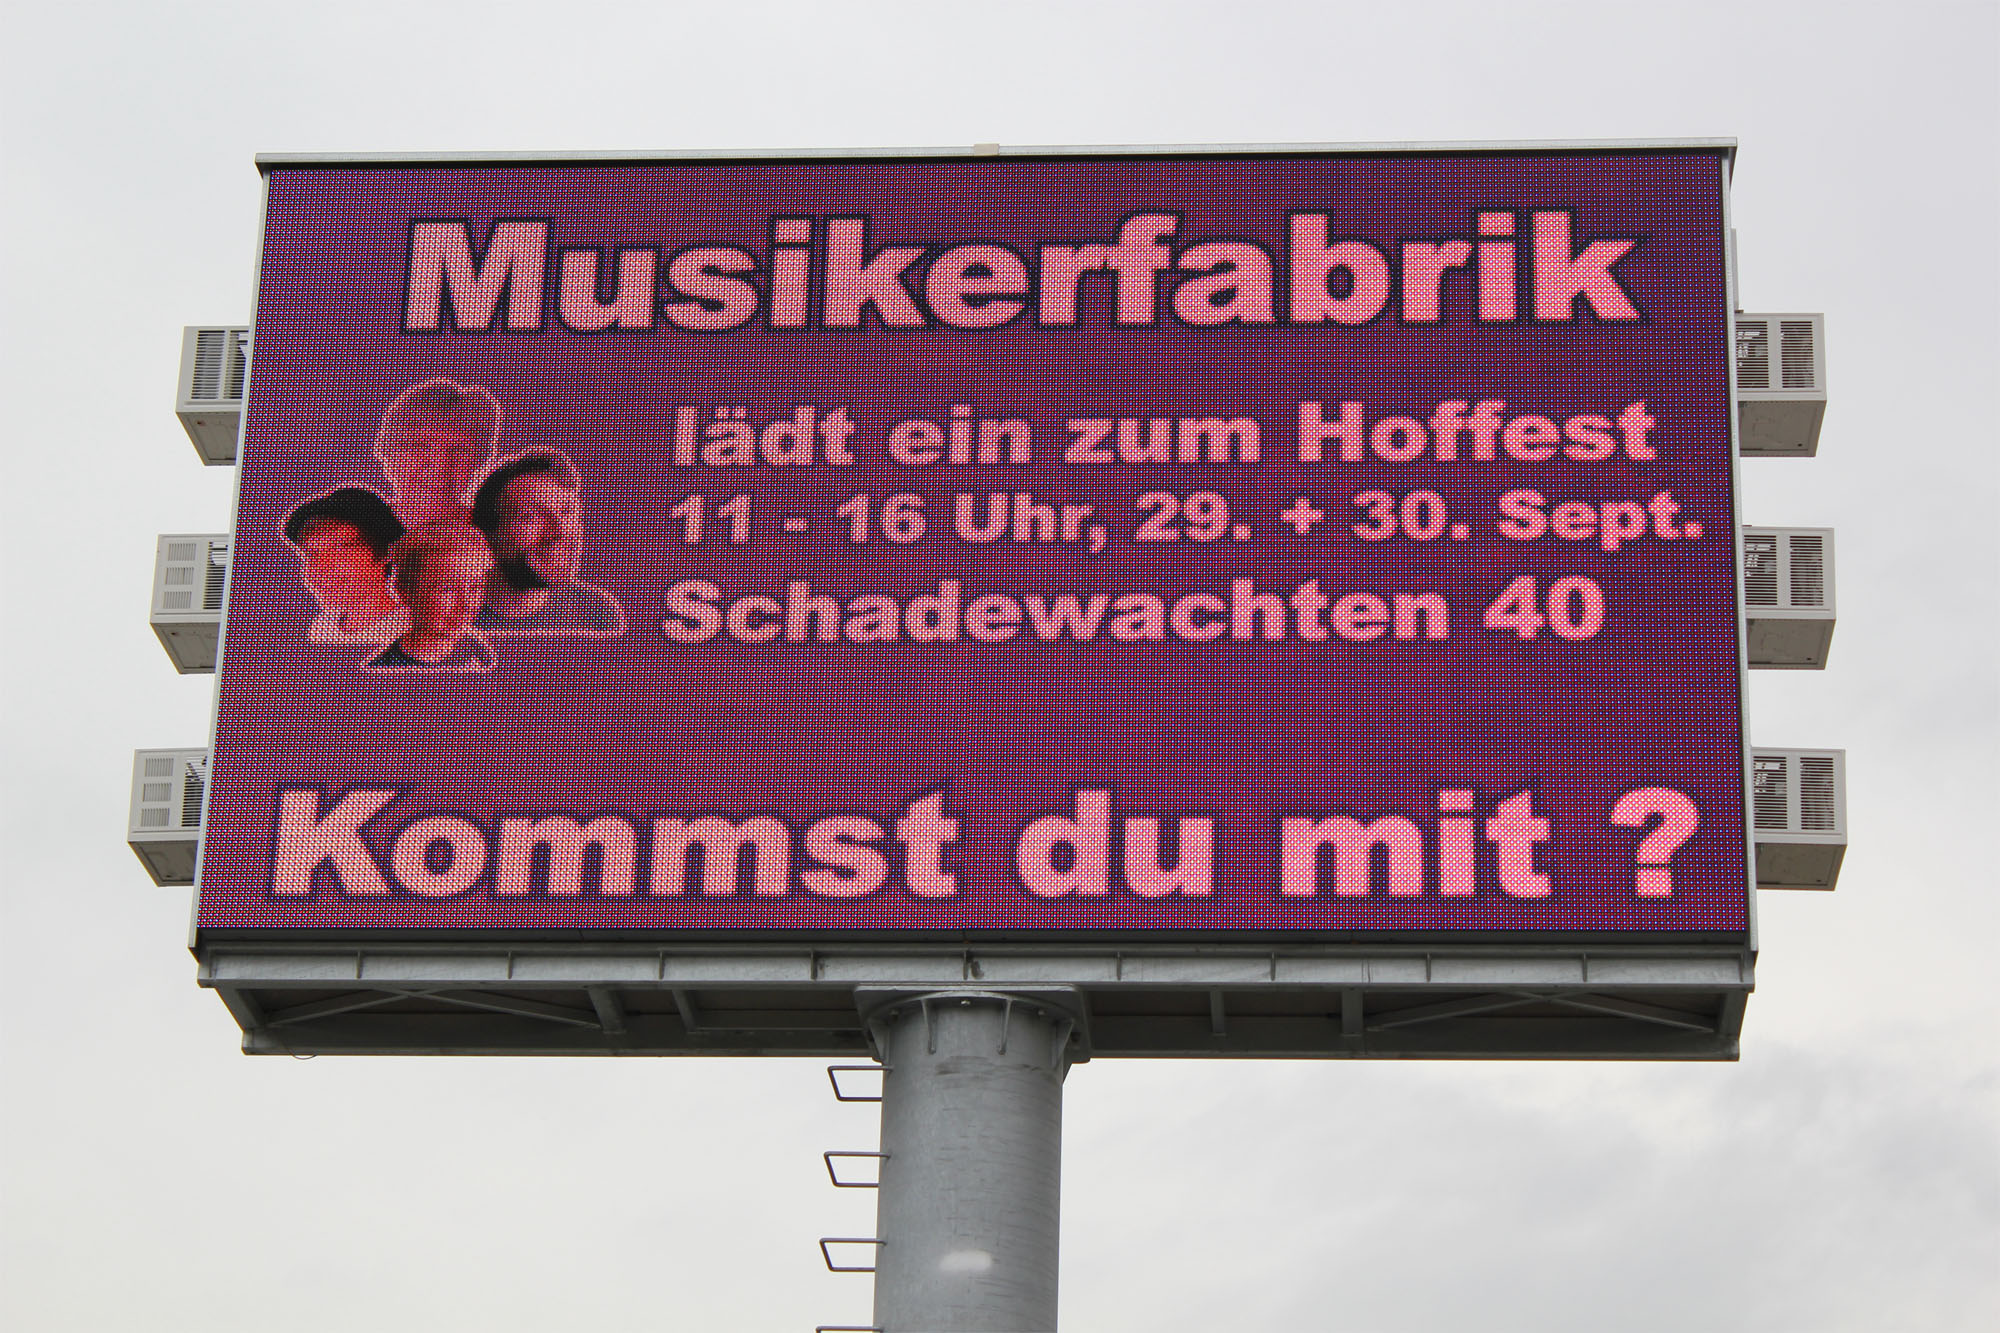 Musikerfabrik
lädt ein zum Hoffest
11 - 16 Uhr, 29. + 30. Sept.
Schadewachten 40
Kommst du mit ?